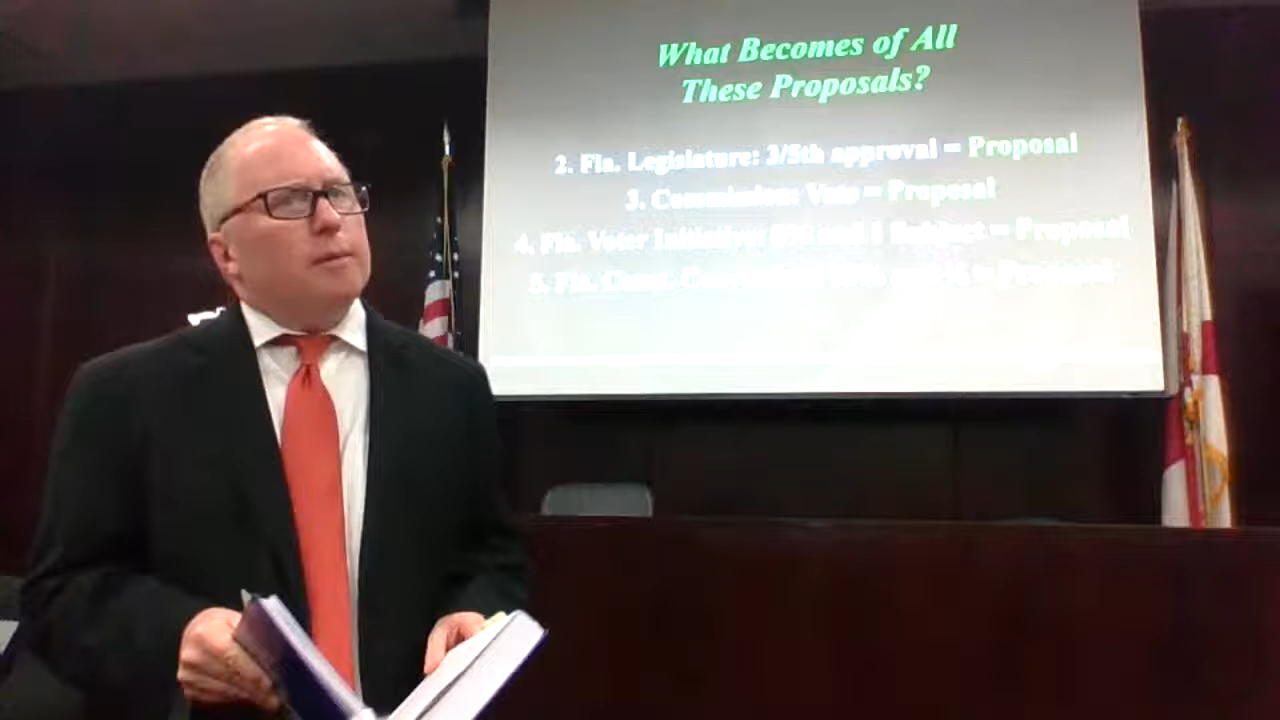 What Becomes of All
These Proposals?
2. Fla. Legislature: 3/5th approval = Proposal
3. Commission: Vote = Proposal
4. Fla. Voter Initiative: and 1 Subject = Proposal
5. Fla. Const. = Proposal